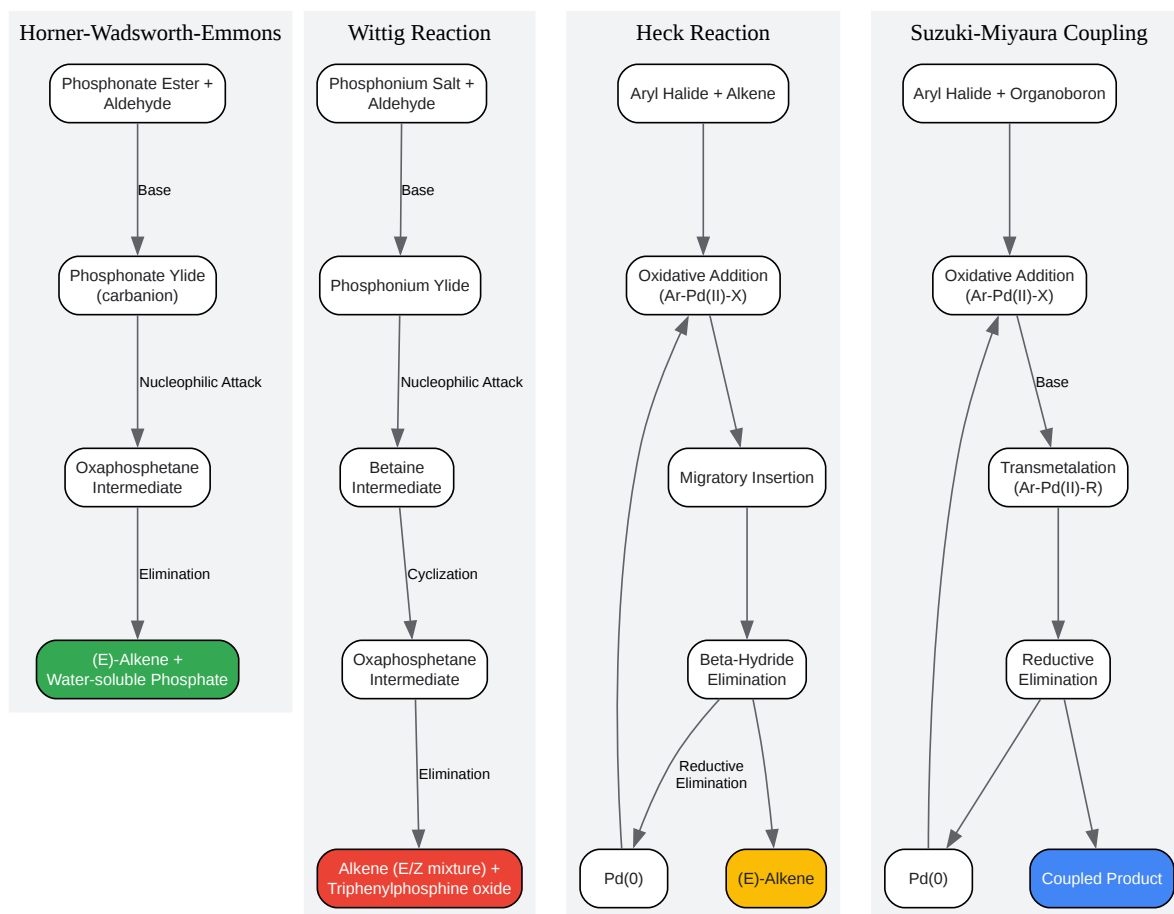 Horner-Wadsworth-Emmons
Phosphonate Ester +
Aldehyde
Base
Phosphonate Ylide
(carbanion)
Nucleophilic Attack
Oxaphosphetane
Intermediate
Elimination
(E)-Alkene +
Water-soluble Phosphate
Wittig Reaction
Phosphonium Salt +
Aldehyde
Base
Phosphonium Ylide
Nucleophilic Attack
Betaine
Intermediate
Cyclization
Oxaphosphetane
Intermediate
Elimination
Alkene (E/Z mixture) +
Triphenylphosphine oxide
Heck Reaction
Aryl Halide + Alkene
Oxidative Addition
(Ar-Pd(II)-X)
Migratory Insertion
Beta-Hydride
Elimination
Reductive
Elimination
Pd(0)
(E)-Alkene
Suzuki-Miyaura Coupling
Aryl Halide + Organoboron
Oxidative Addition
(Ar-Pd(II)-X)
Base
Transmetalation
(Ar-Pd(II)-R)
Reductive
Elimination
Pd(0)
Coupled Product